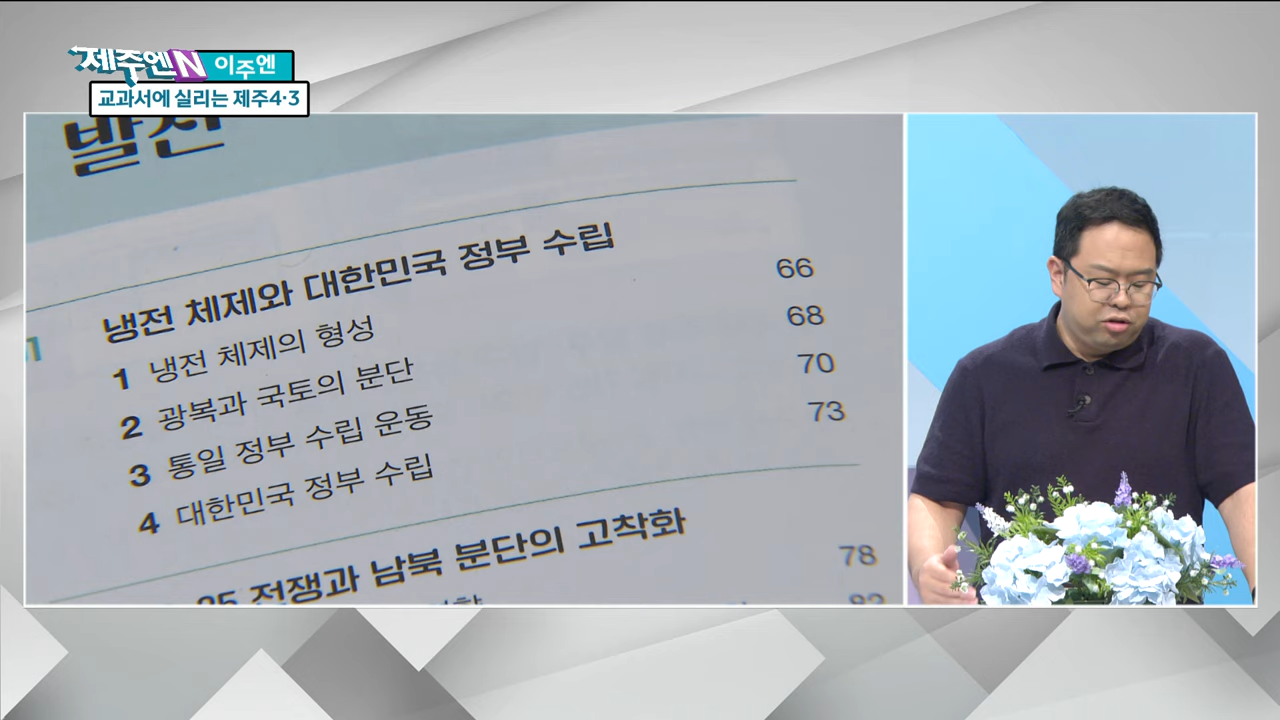 제주엔N 이주엔
교과서에 실리는 제주4·3
발전
냉전 체제와 대한민국 정부 수립 66
1 냉전 체제의 형성 68
2 광복과 국토의 분단 70
3 통일 정부 수립 운동 73
4 대한민국 정부 수립
25 전쟁과 남북 분단의 고착화 78